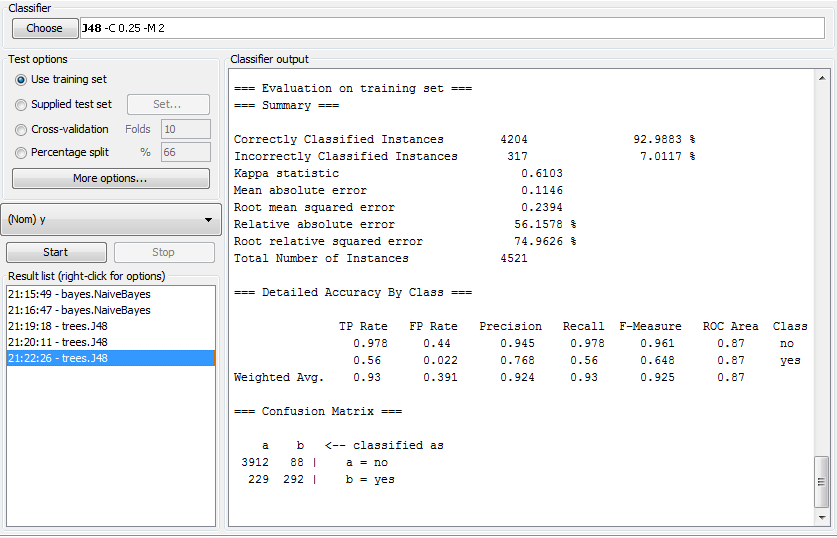 Classifier
Choose J48 -C 0.25 -M 2
Test options
Use training set
Supplied test set Set...
Cross-validation Folds 10
Percentage split % 66
More options...
(Nom) y
Start Stop
Result list (right-click for options)
21:15:49 - bayes.NaiveBayes
21:16:47 - bayes.NaiveBayes
21:19:18 - trees.J48
21:20:11 - trees.J48
21:22:26 - trees.J48
Classifier output
=== Evaluation on training set ===
=== Summary ===
Correctly Classified Instances 4204 92.9883 %
Incorrectly Classified Instances 317 7.0117 %
Kappa statistic 0.6103
Mean absolute error 0.1146
Root mean squared error 0.2394
Relative absolute error 56.1578 %
Root relative squared error 74.9626 %
Total Number of Instances 4521
=== Detailed Accuracy By Class ===
TP Rate FP Rate Precision Recall F-Measure ROC Area Class
0.978 0.44 0.945 0.978 0.961 0.87 no
0.56 0.022 0.768 0.56 0.648 0.87 yes
Weighted Avg. 0.93 0.391 0.924 0.93 0.925 0.87
=== Confusion Matrix ===
a b <-- classified as
3912 88 | a = no
229 292 | b = yes